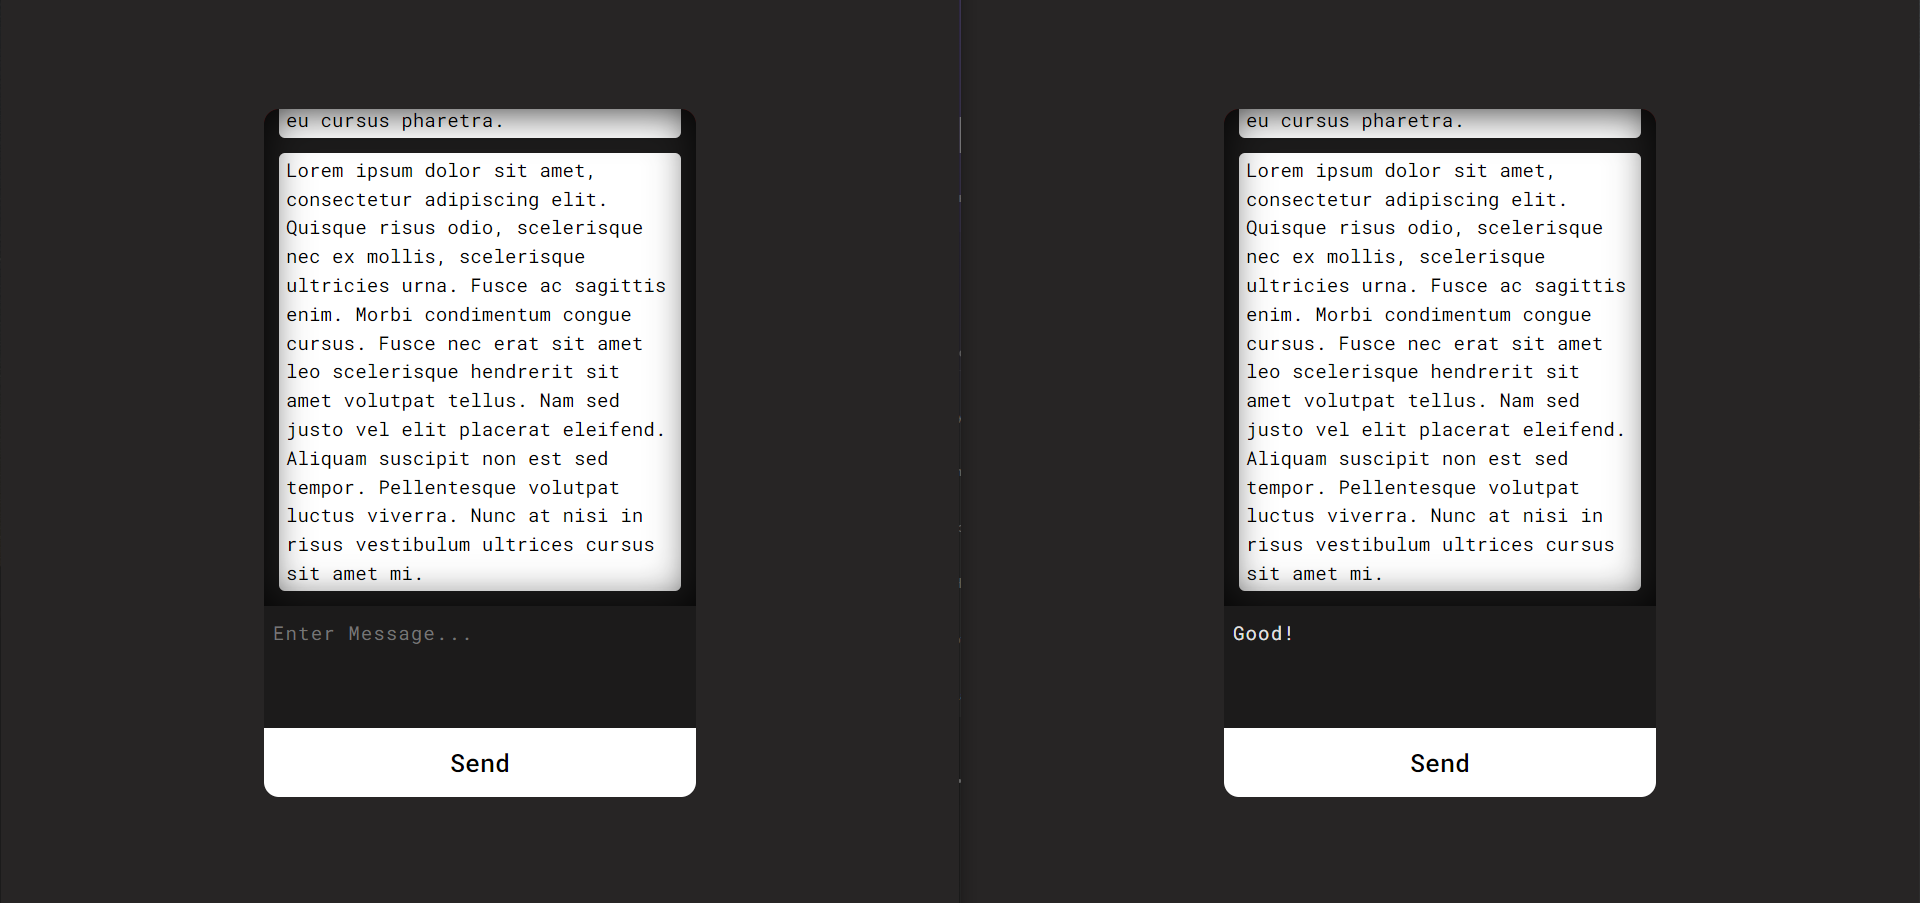 eu cursus pharetra.
Lorem ipsum dolor sit amet,
consectetur adipiscing elit.
Quisque risus odio, scelerisque
nec ex mollis, scelerisque
ultricies urna. Fusce ac sagittis
enim. Morbi condimentum congue
cursus. Fusce nec erat sit amet
leo scelerisque hendrerit sit
amet volutpat tellus. Nam sed
justo vel elit placerat eleifend.
Aliquam suscipit non est sed
tempor. Pellentesque volutpat
luctus viverra. Nunc at nisi in
risus vestibulum ultrices cursus
sit amet mi.
Enter Message...
Send
eu cursus pharetra.
Lorem ipsum dolor sit amet,
consectetur adipiscing elit.
Quisque risus odio, scelerisque
nec ex mollis, scelerisque
ultricies urna. Fusce ac sagittis
enim. Morbi condimentum congue
cursus. Fusce nec erat sit amet
leo scelerisque hendrerit sit
amet volutpat tellus. Nam sed
justo vel elit placerat eleifend.
Aliquam suscipit non est sed
tempor. Pellentesque volutpat
luctus viverra. Nunc at nisi in
risus vestibulum ultrices cursus
sit amet mi.
Good!
Send